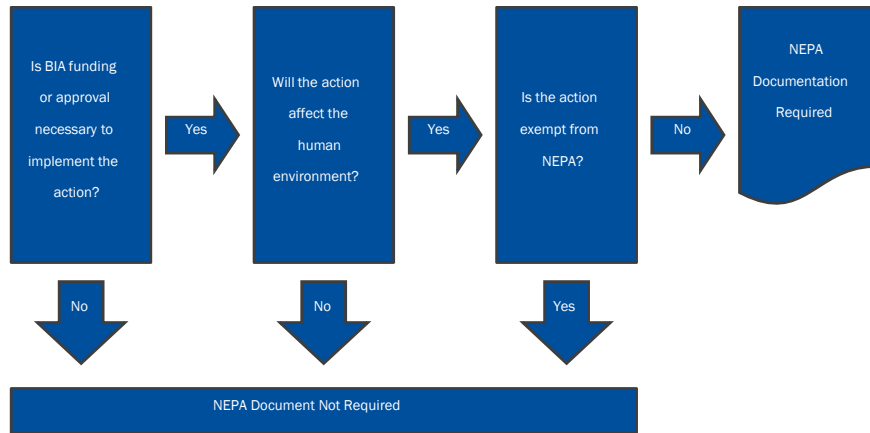 Is BIA funding
or approval
necessary to
implement the
action?
Yes
Will the action
affect the
human
environment?
Yes
Is the action
exempt from
NEPA?
No
NEPA
Documentation
Required
No
No
Yes
NEPA Document Not Required